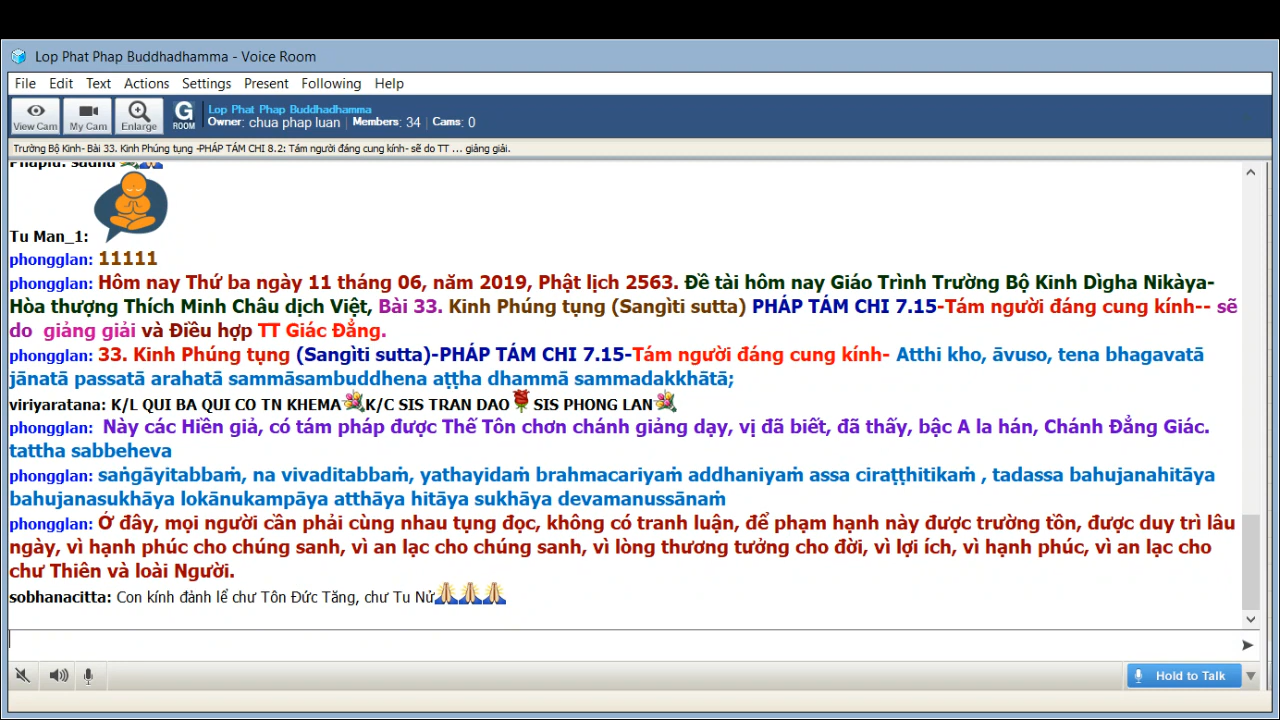 Lop Phat Phap Buddhadhamma - Voice Room
File Edit Text Actions Settings Present Following Help
View Cam My Cam Enlarge G ROOM Lop Phat Phap Buddhadhamma
Owner: chua phap luan | Members: 34 | Cams: 0
Trường Bộ Kinh- Bài 33. Kinh Phúng tụng -PHÁP TÁM CHI 8.2: Tám người đáng cung kính- sẽ do TT ... giảng giải.
Phapld: sadhu
Tu Man_1:
phongglan: 11111
phongglan: Hôm nay Thứ ba ngày 11 tháng 06, năm 2019, Phật lịch 2563. Đề tài hôm nay Giáo Trình Trường Bộ Kinh Dìgha Nikàya-
Hòa thượng Thích Minh Châu dịch Việt, Bài 33. Kinh Phúng tụng (Sangìti sutta) PHÁP TÁM CHI 7.15-Tám người đáng cung kính-- sẽ
do giảng giải và Điều hợp TT Giác Đẳng.
phongglan: 33. Kinh Phúng tụng (Sangìti sutta)-PHÁP TÁM CHI 7.15-Tám người đáng cung kính- Atthi kho, āvuso, tena bhagavatā
jānatā passatā arahatā sammāsambuddhena aṭṭha dhammā sammadakkhātā;
viriyaratana: K/L QUI BA QUI CO TN KHEMA K/C SIS TRAN DAO SIS PHONG LAN
phongglan: Này các Hiền giả, có tám pháp được Thế Tôn chơn chánh giảng dạy, vị đã biết, đã thấy, bậc A la hán, Chánh Đẳng Giác.
tattha sabbeheva
phongglan: saṅgāyitabbaṁ, na vivaditabbaṁ, yathayidaṁ brahmacariyaṁ addhaniyaṁ assa ciraṭṭhitikaṁ , tadassa bahujanahitāya
bahujanasukhāya lokānukampāya atthāya hitāya sukhāya devamanussānaṁ
phongglan: Ở đây, mọi người cần phải cùng nhau tụng đọc, không có tranh luận, để phạm hạnh này được trường tồn, được duy trì lâu
ngày, vì hạnh phúc cho chúng sanh, vì an lạc cho chúng sanh, vì lòng thương tưởng cho đời, vì lợi ích, vì hạnh phúc, vì an lạc cho
chư Thiên và loài Người.
sobhanacitta: Con kính đảnh lể chư Tôn Đức Tăng, chư Tu Nử
Hold to Talk